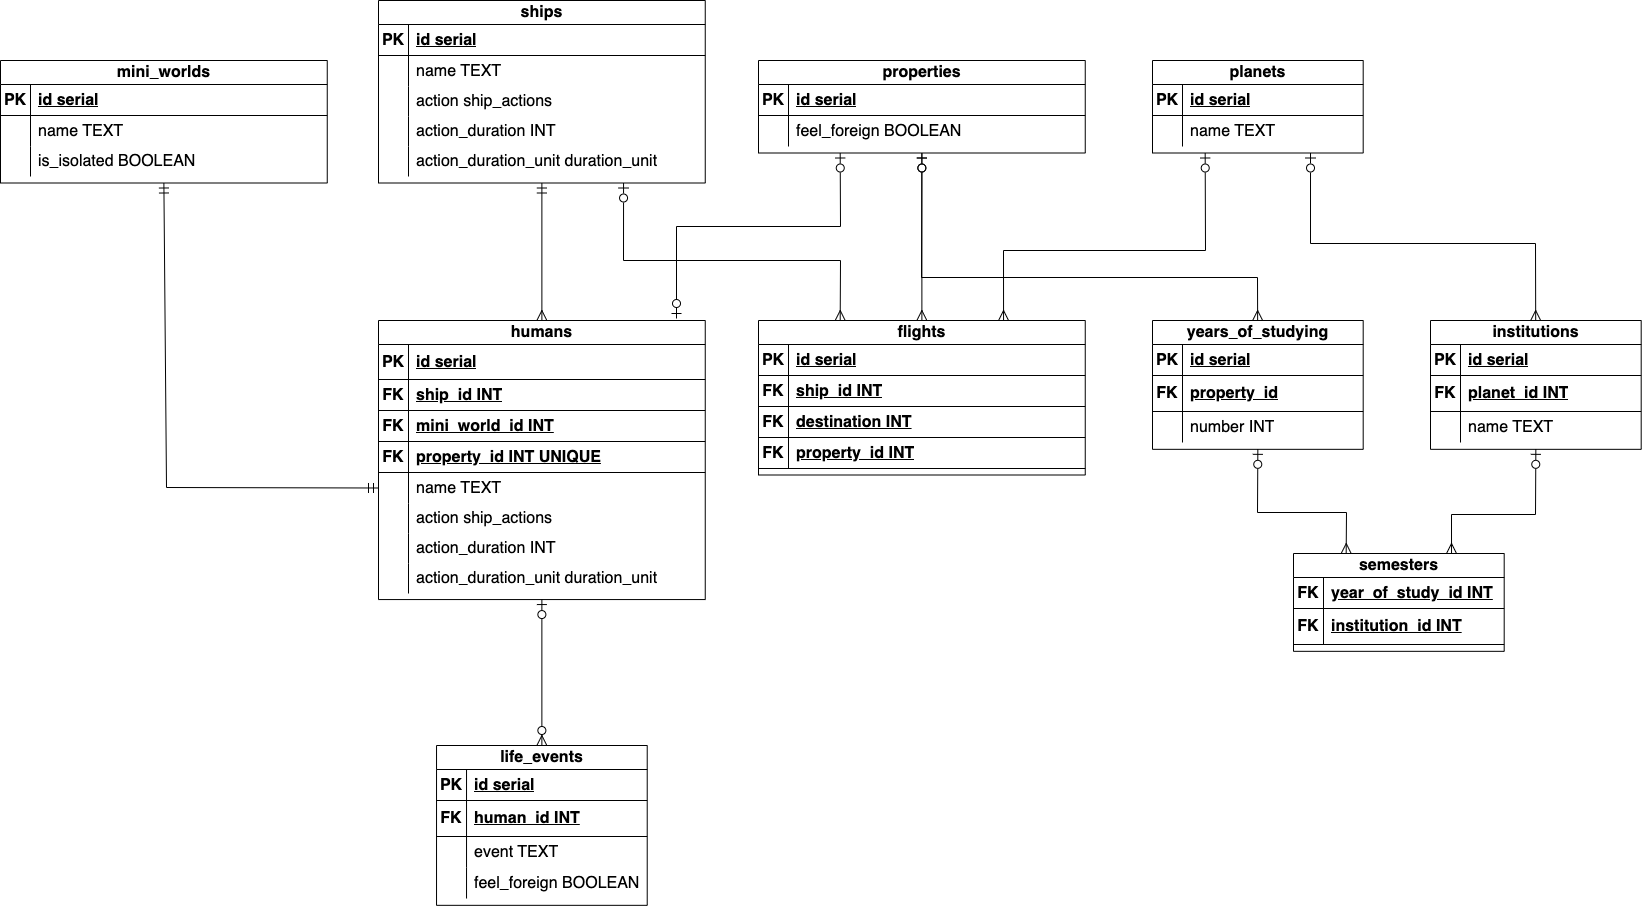 ships
PK id serial
name TEXT
action ship_actions
action_duration INT
action_duration_unit duration_unit
mini_worlds
PK id serial
name TEXT
is_isolated BOOLEAN
properties
PK id serial
feel_foreign BOOLEAN
planets
PK id serial
name TEXT
humans
PK id serial
FK ship_id INT
FK mini_world_id INT
FK property_id INT UNIQUE
name TEXT
action ship_actions
action_duration INT
action_duration_unit duration_unit
flights
PK id serial
FK ship_id INT
FK destination INT
FK property_id INT
years_of_studying
PK id serial
FK property_id
number INT
institutions
PK id serial
FK planet_id INT
name TEXT
semesters
FK year_of_study_id INT
FK institution_id INT
life_events
PK id serial
FK human_id INT
event TEXT
feel_foreign BOOLEAN